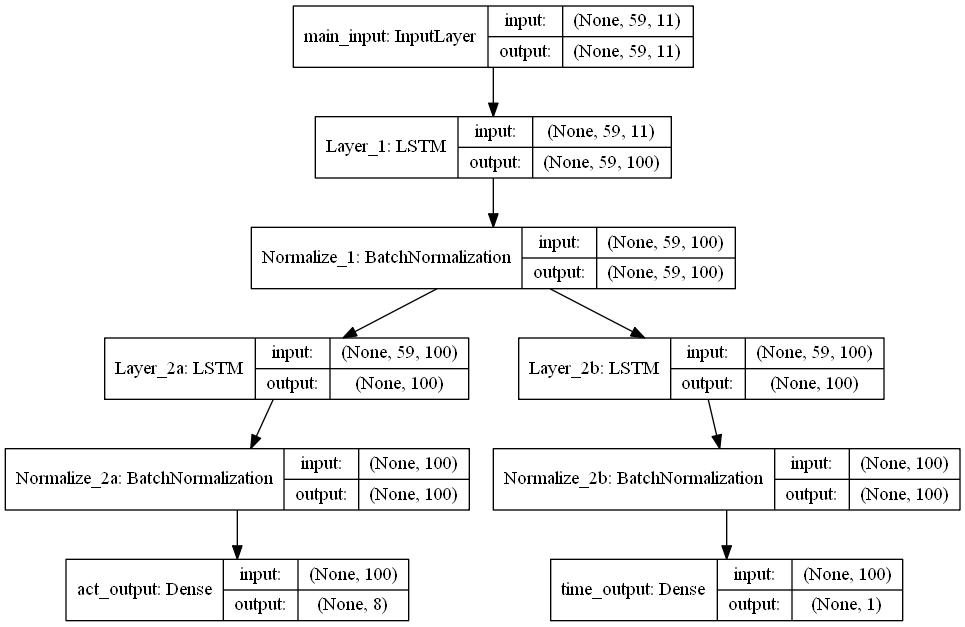 main_input: InputLayer
input: (None, 59, 11)
output: (None, 59, 11)
Layer_1: LSTM
input: (None, 59, 11)
output: (None, 59, 100)
Normalize_1: BatchNormalization
input: (None, 59, 100)
output: (None, 59, 100)
Layer_2a: LSTM
input: (None, 59, 100)
output: (None, 100)
Layer_2b: LSTM
input: (None, 59, 100)
output: (None, 100)
Normalize_2a: BatchNormalization
input: (None, 100)
output: (None, 100)
Normalize_2b: BatchNormalization
input: (None, 100)
output: (None, 100)
act_output: Dense
input: (None, 100)
output: (None, 8)
time_output: Dense
input: (None, 100)
output: (None, 1)